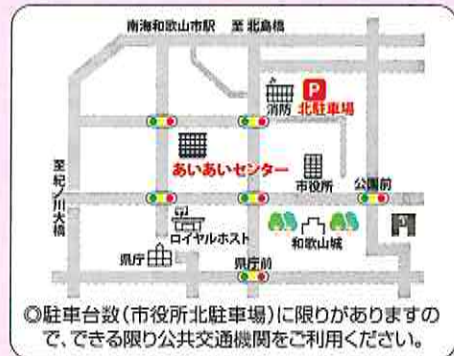 南海和歌山市駅
至 北島橋
消防
P
北駐車場
あいあいセンター
市役所
公園前
至 紀ノ川大橋
ロイヤルホスト
和歌山城
県庁
県庁前
◎駐車台数(市役所北駐車場)に限りがありますの
で、できる限り公共交通機関をご利用ください。